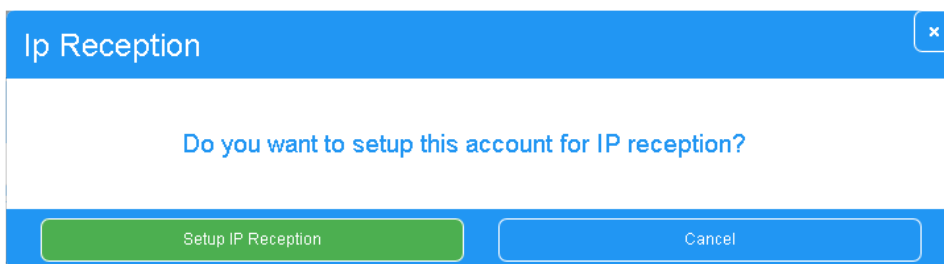 Ip Reception
×
Do you want to setup this account for IP reception?
Setup IP Reception
Cancel